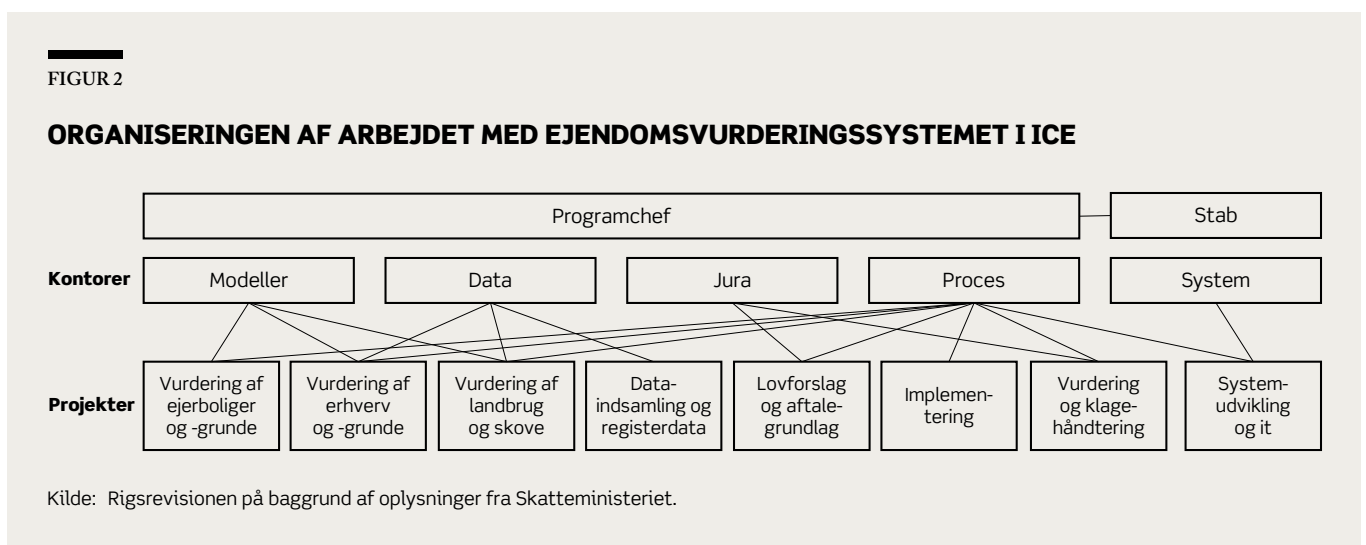 FIGUR 2
ORGANISERINGEN AF ARBEJDET MED EJENDOMSVURDERINGSSYSTEMET I ICE
Programchef
Stab
Kontorer
Modeller
Data
Jura
Proces
System
Projekter
Vurdering af
ejerboliger
og -grunde
Vurdering af
erhverv
og -grunde
Vurdering af
landbrug
og skove
Data-
indsamling og
registerdata
Lovforslag
og aftale-
grundlag
Implemen-
tering
Vurdering
og klage-
håndtering
System-
udvikling
og it
Kilde: Rigsrevisionen på baggrund af oplysninger fra Skatteministeriet.